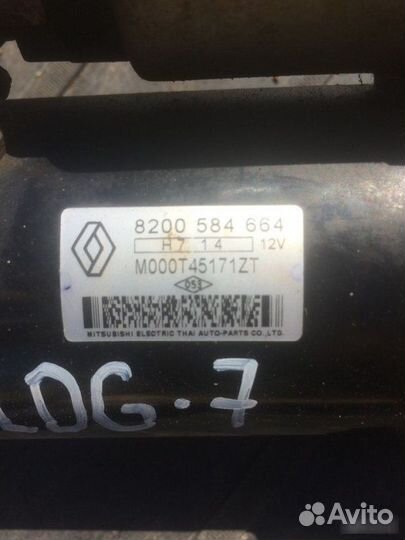 8200 584 664
H7 14 12V
M000T45171ZT
053
MITSUBISHI ELECTRIC THAI AUTO-PARTS CO.,LTD.
LOG-7
Avito